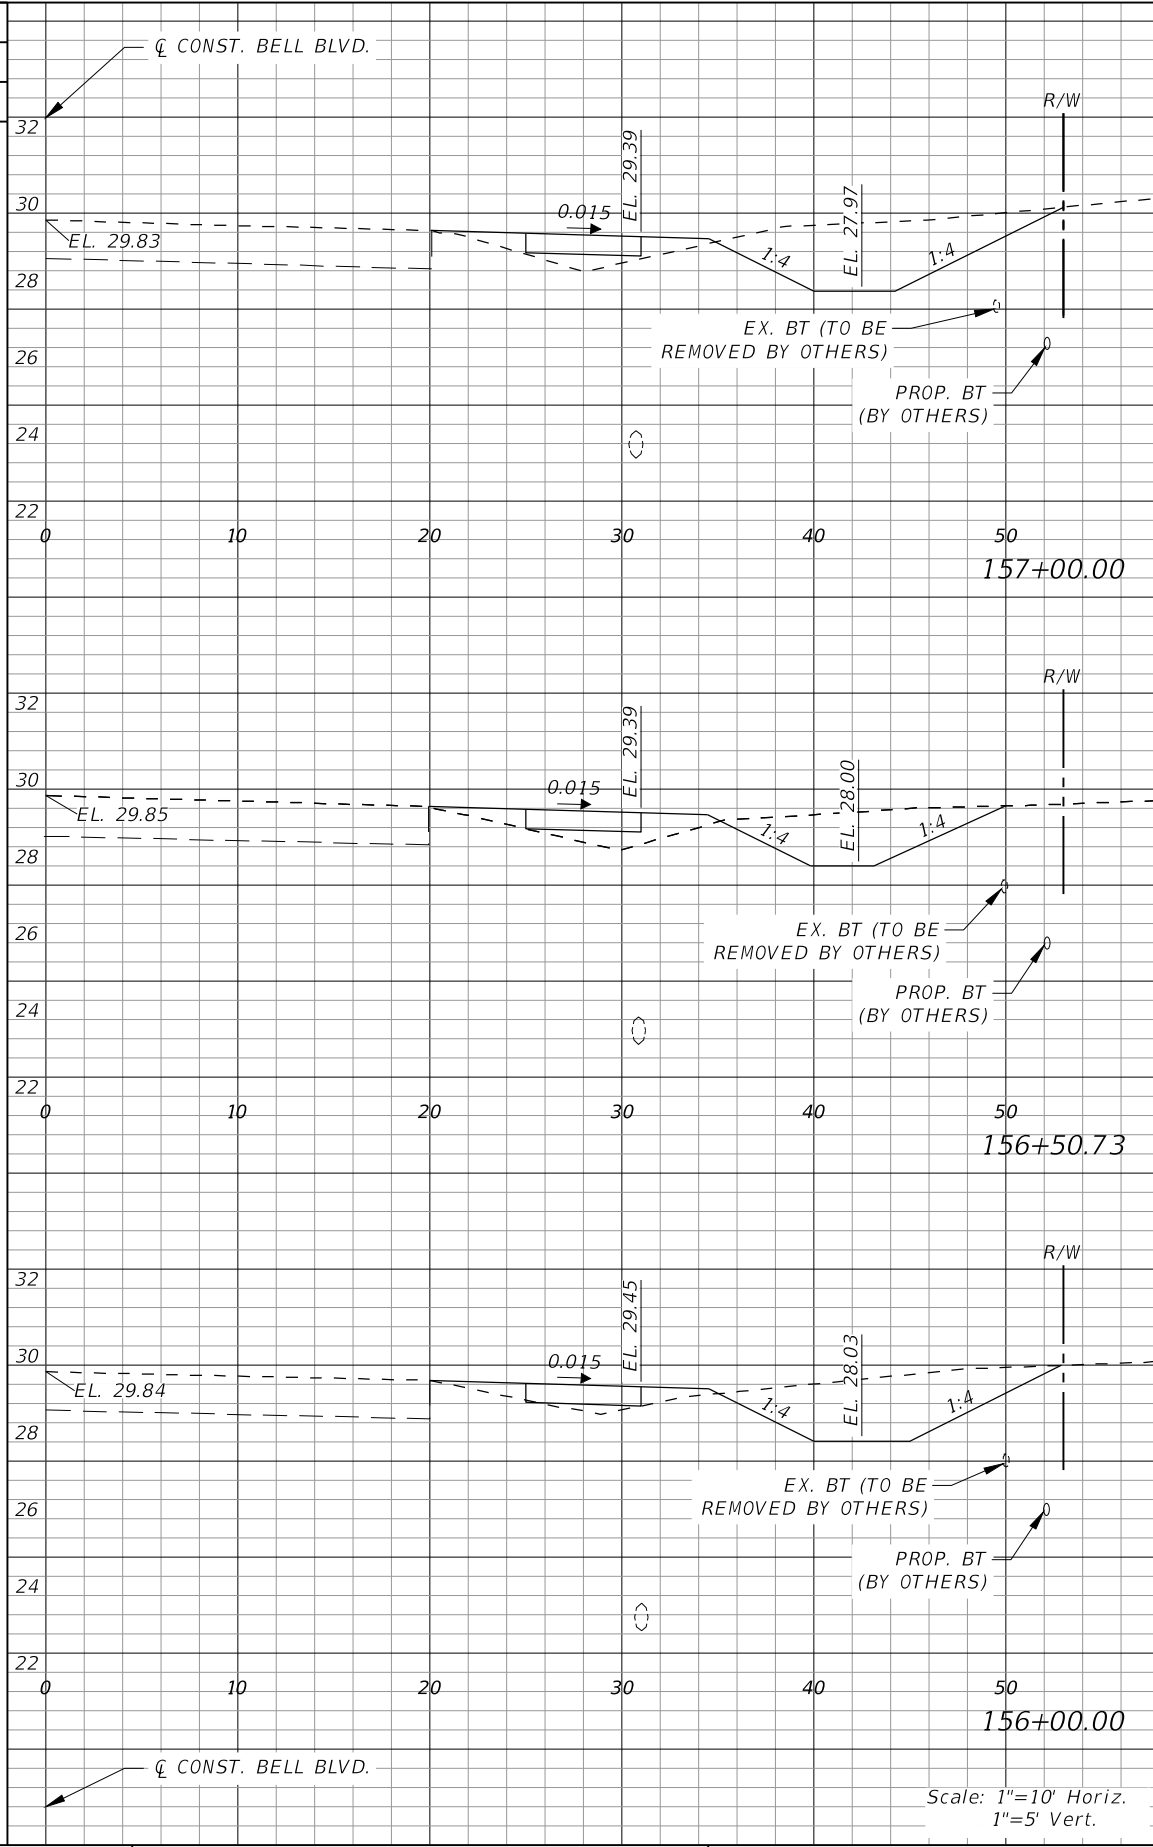 ℄ CONST. BELL BLVD.
R/W
32
30
28
26
24
22
EL. 29.83
0.015
EL. 29.39
1:4
EL. 27.97
1:4
EX. BT (TO BE
REMOVED BY OTHERS)
PROP. BT
(BY OTHERS)
0 10 20 30 40 50
157+00.00
R/W
32
30
28
26
24
22
EL. 29.85
0.015
EL. 29.39
1:4
EL. 28.00
1:4
EX. BT (TO BE
REMOVED BY OTHERS)
PROP. BT
(BY OTHERS)
0 10 20 30 40 50
156+50.73
R/W
32
30
28
26
24
22
EL. 29.84
0.015
EL. 29.45
1:4
EL. 28.03
1:4
EX. BT (TO BE
REMOVED BY OTHERS)
PROP. BT
(BY OTHERS)
0 10 20 30 40 50
156+00.00
℄ CONST. BELL BLVD.
Scale: 1"=10' Horiz.
1"=5' Vert.